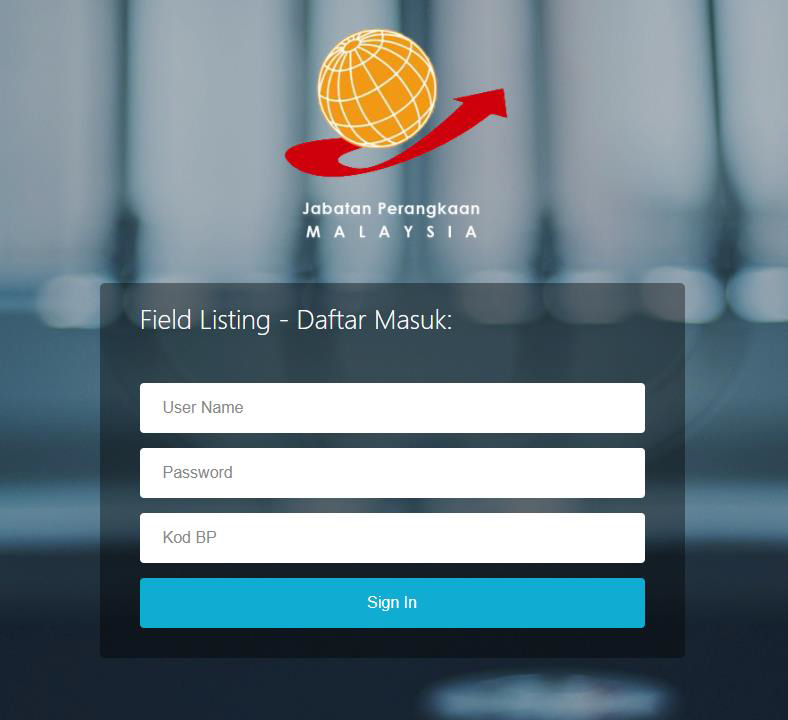 Jabatan Perangkaan
MALAYSIA
Field Listing - Daftar Masuk:
User Name
Password
Kod BP
Sign In